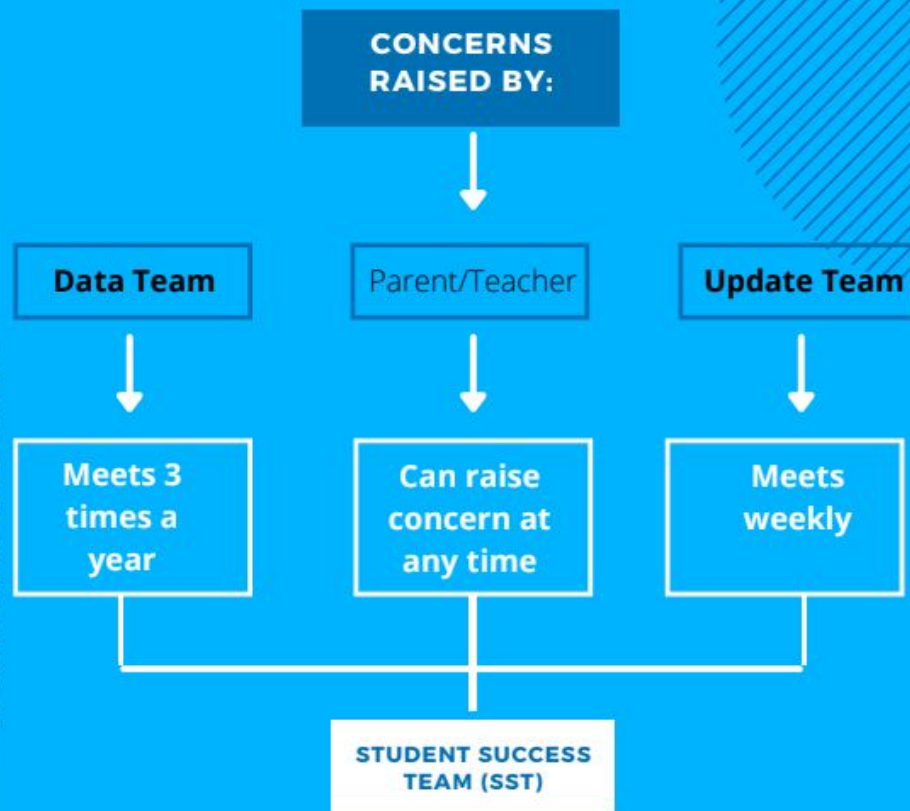 CONCERNS
RAISED BY:
Data Team
Parent/Teacher
Update Team
Meets 3
times a
year
Can raise
concern at
any time
Meets
weekly
STUDENT SUCCESS
TEAM (SST)